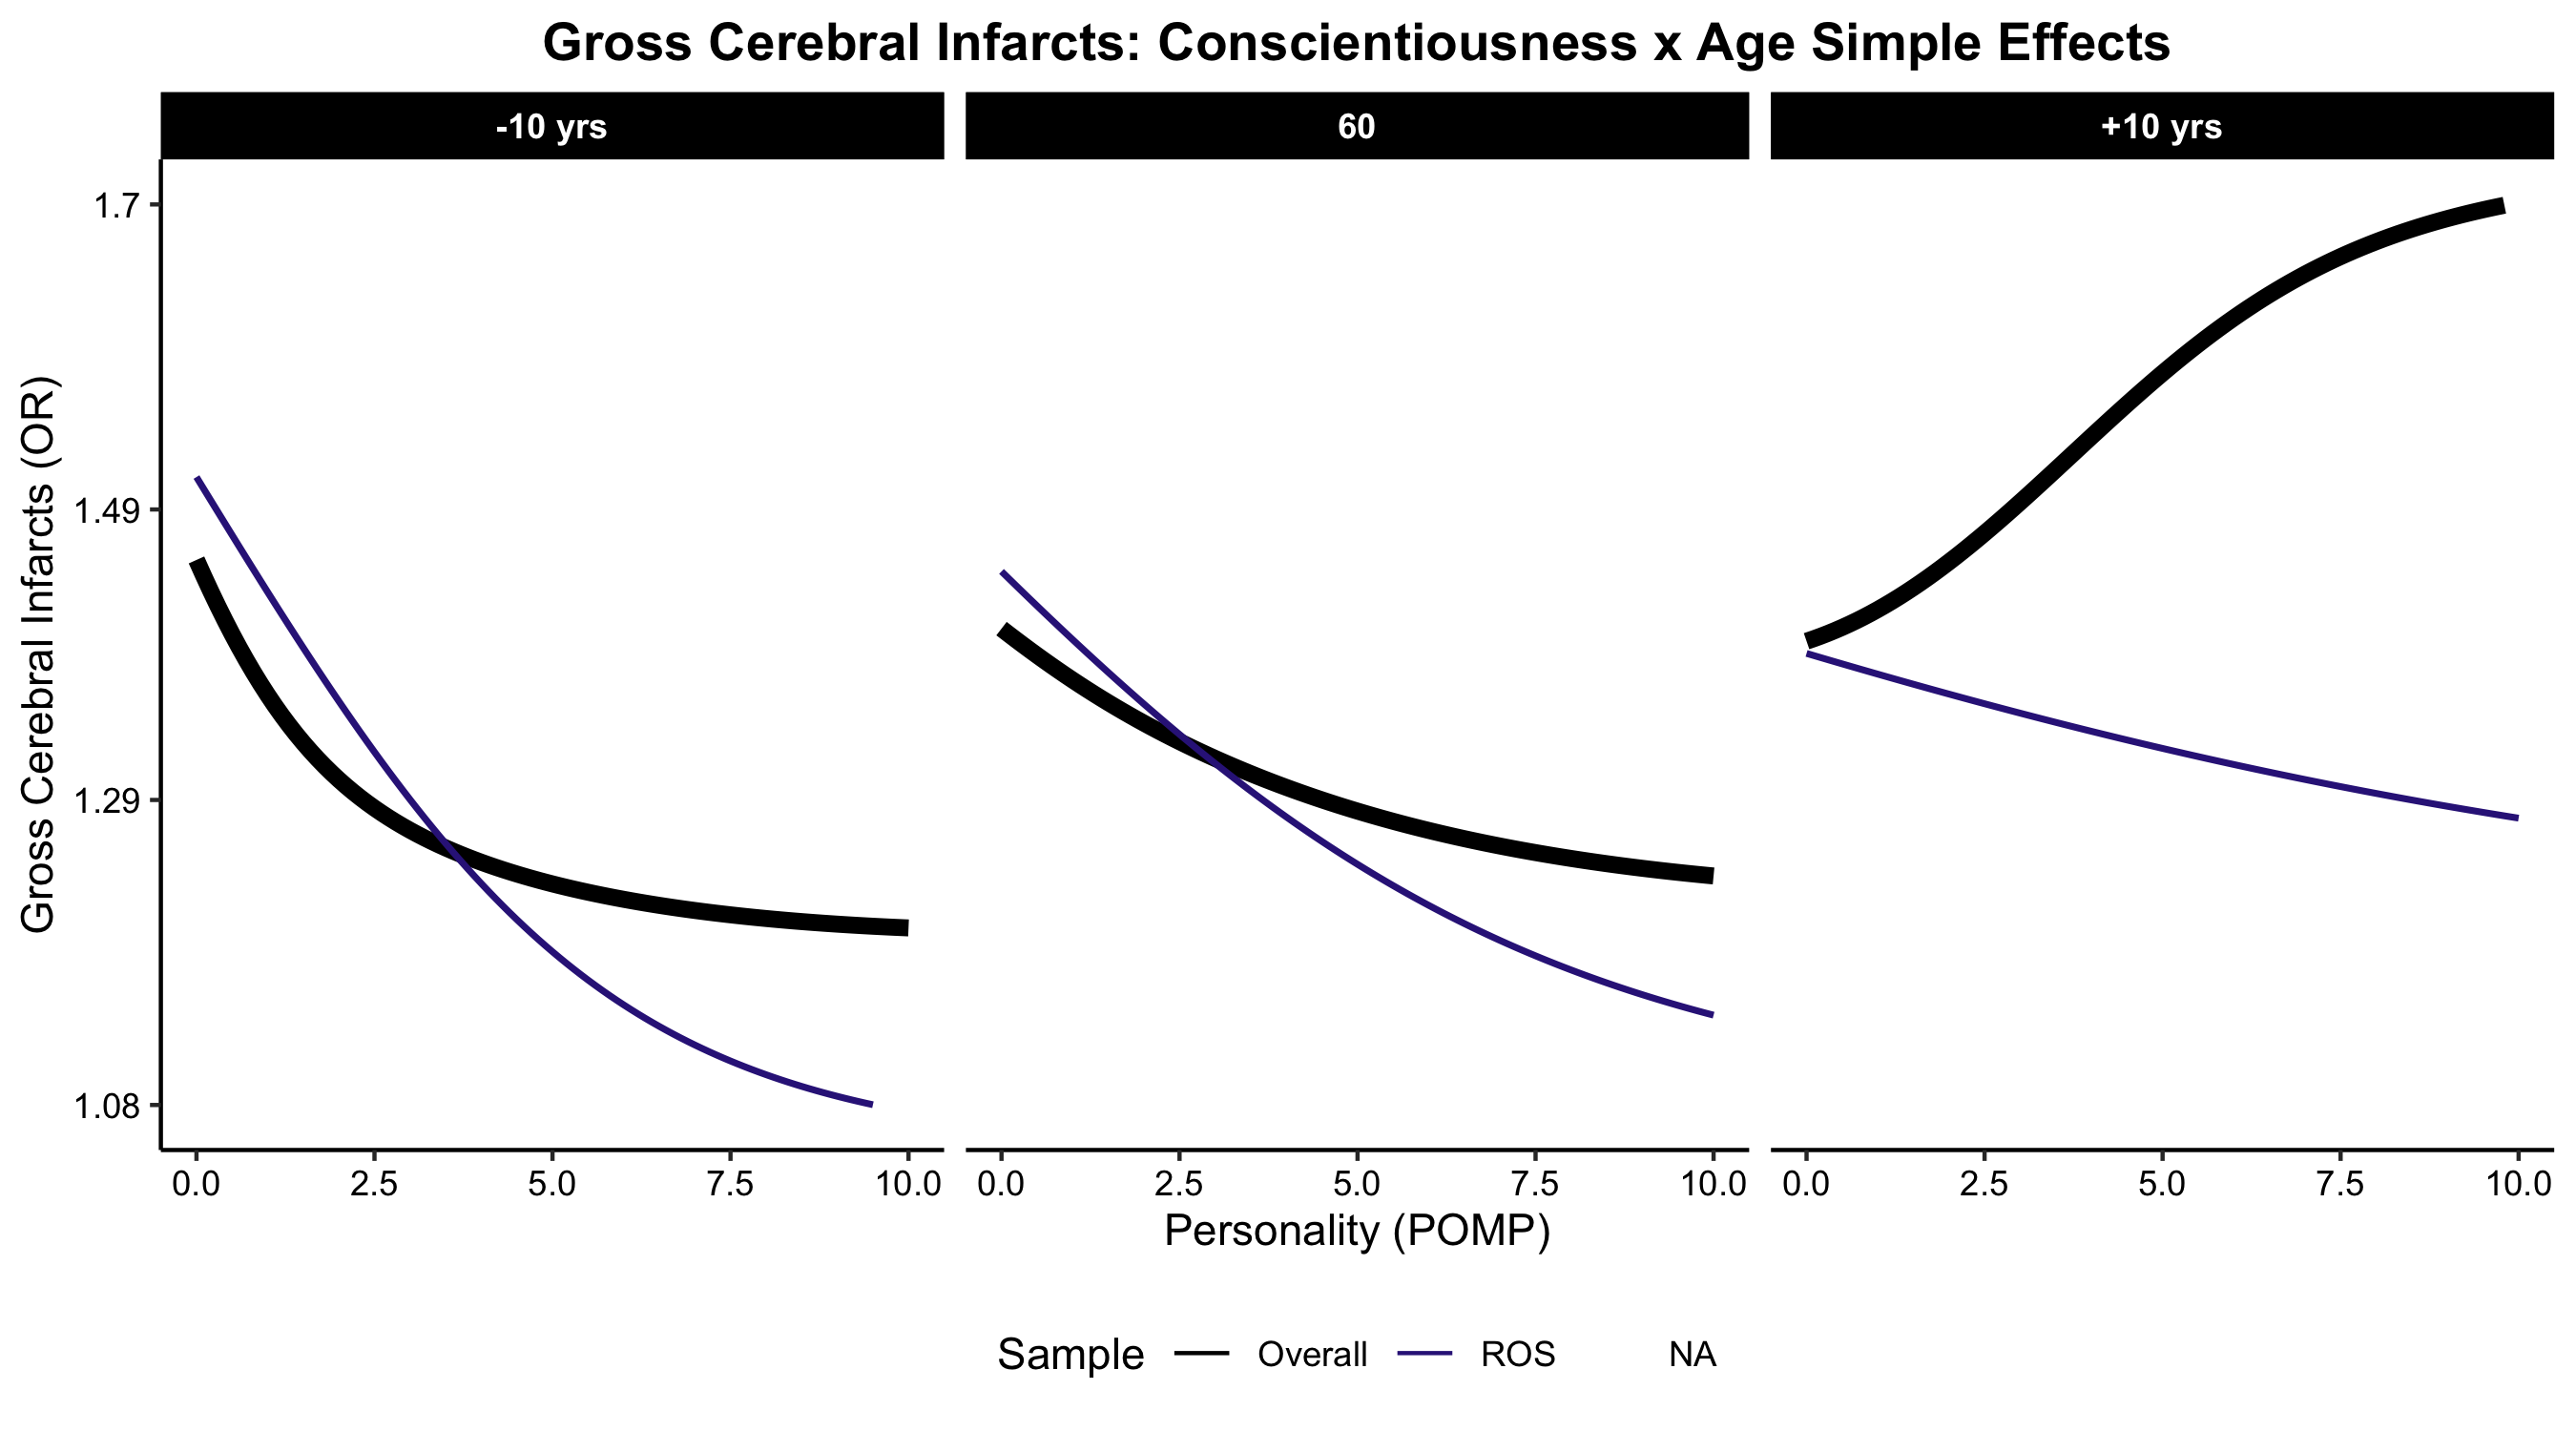 Gross Cerebral Infarcts: Conscientiousness x Age Simple Effects
-10 yrs
60
+10 yrs
Gross Cerebral Infarcts (OR)
1.7
1.49
1.29
1.08
0.0 2.5 5.0 7.5 10.0
0.0 2.5 5.0 7.5 10.0
0.0 2.5 5.0 7.5 10.0
Personality (POMP)
Sample Overall ROS NA